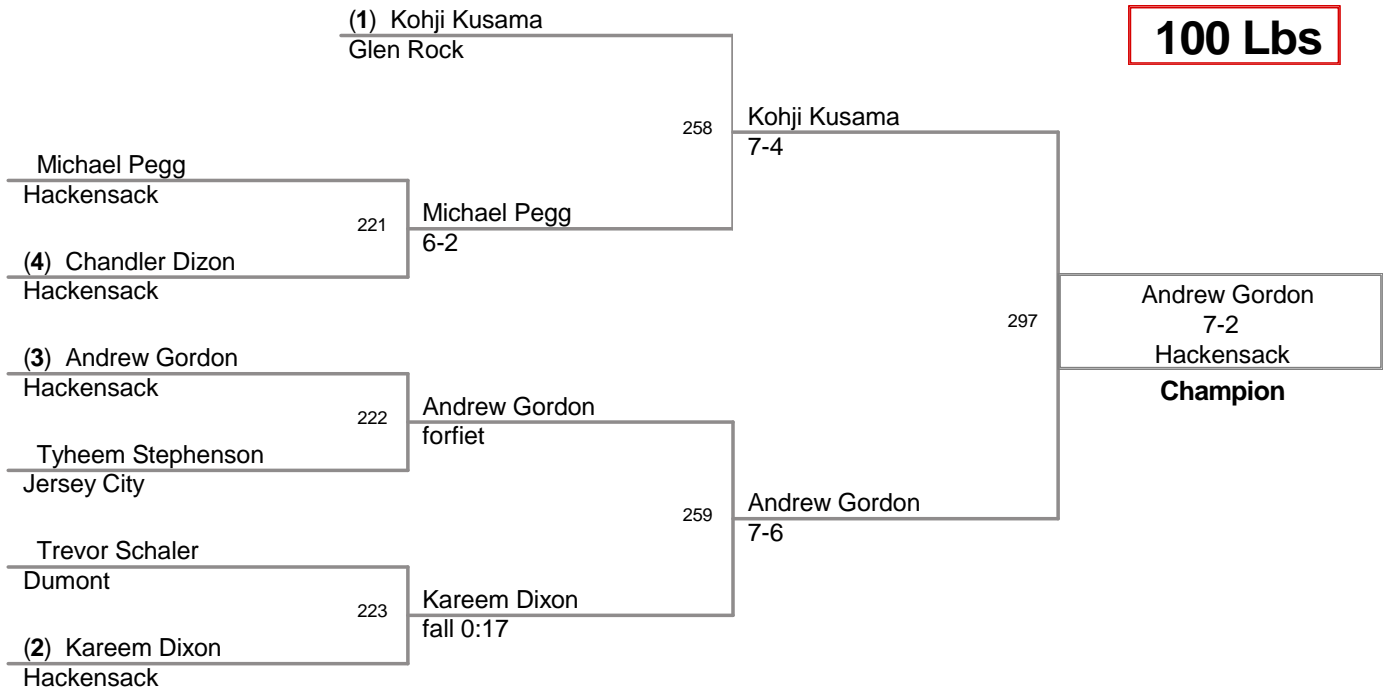 (1) Kohji Kusama
Glen Rock
100 Lbs
258
Kohji Kusama
7-4
Michael Pegg
Hackensack
221
Michael Pegg
6-2
(4) Chandler Dizon
Hackensack
297
Andrew Gordon
7-2
Hackensack
Champion
(3) Andrew Gordon
Hackensack
222
Andrew Gordon
forfiet
Tyheem Stephenson
Jersey City
259
Andrew Gordon
7-6
Trevor Schaler
Dumont
223
Kareem Dixon
fall 0:17
(2) Kareem Dixon
Hackensack